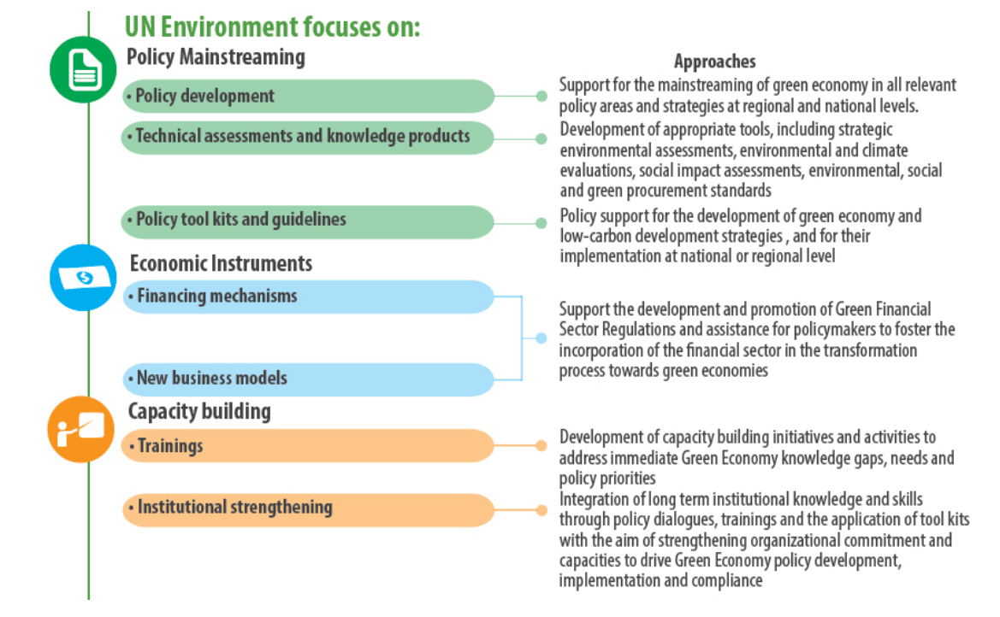 UN Environment focuses on:
Policy Mainstreaming
Approaches
• Policy development
Support for the mainstreaming of green economy in all relevant
policy areas and strategies at regional and national levels.
• Technical assessments and knowledge products
Development of appropriate tools, including strategic
environmental assessments, environmental and climate
evaluations, social impact assessments, environmental, social
and green procurement standards
• Policy tool kits and guidelines
Policy support for the development of green economy and
low-carbon development strategies , and for their
implementation at national or regional level
Economic Instruments
• Financing mechanisms
• New business models
Support the development and promotion of Green Financial
Sector Regulations and assistance for policymakers to foster the
incorporation of the financial sector in the transformation
process towards green economies
Capacity building
• Trainings
Development of capacity building initiatives and activities to
address immediate Green Economy knowledge gaps, needs and
policy priorities
• Institutional strengthening
Integration of long term institutional knowledge and skills
through policy dialogues, trainings and the application of tool kits
with the aim of strengthening organizational commitment and
capacities to drive Green Economy policy development,
implementation and compliance